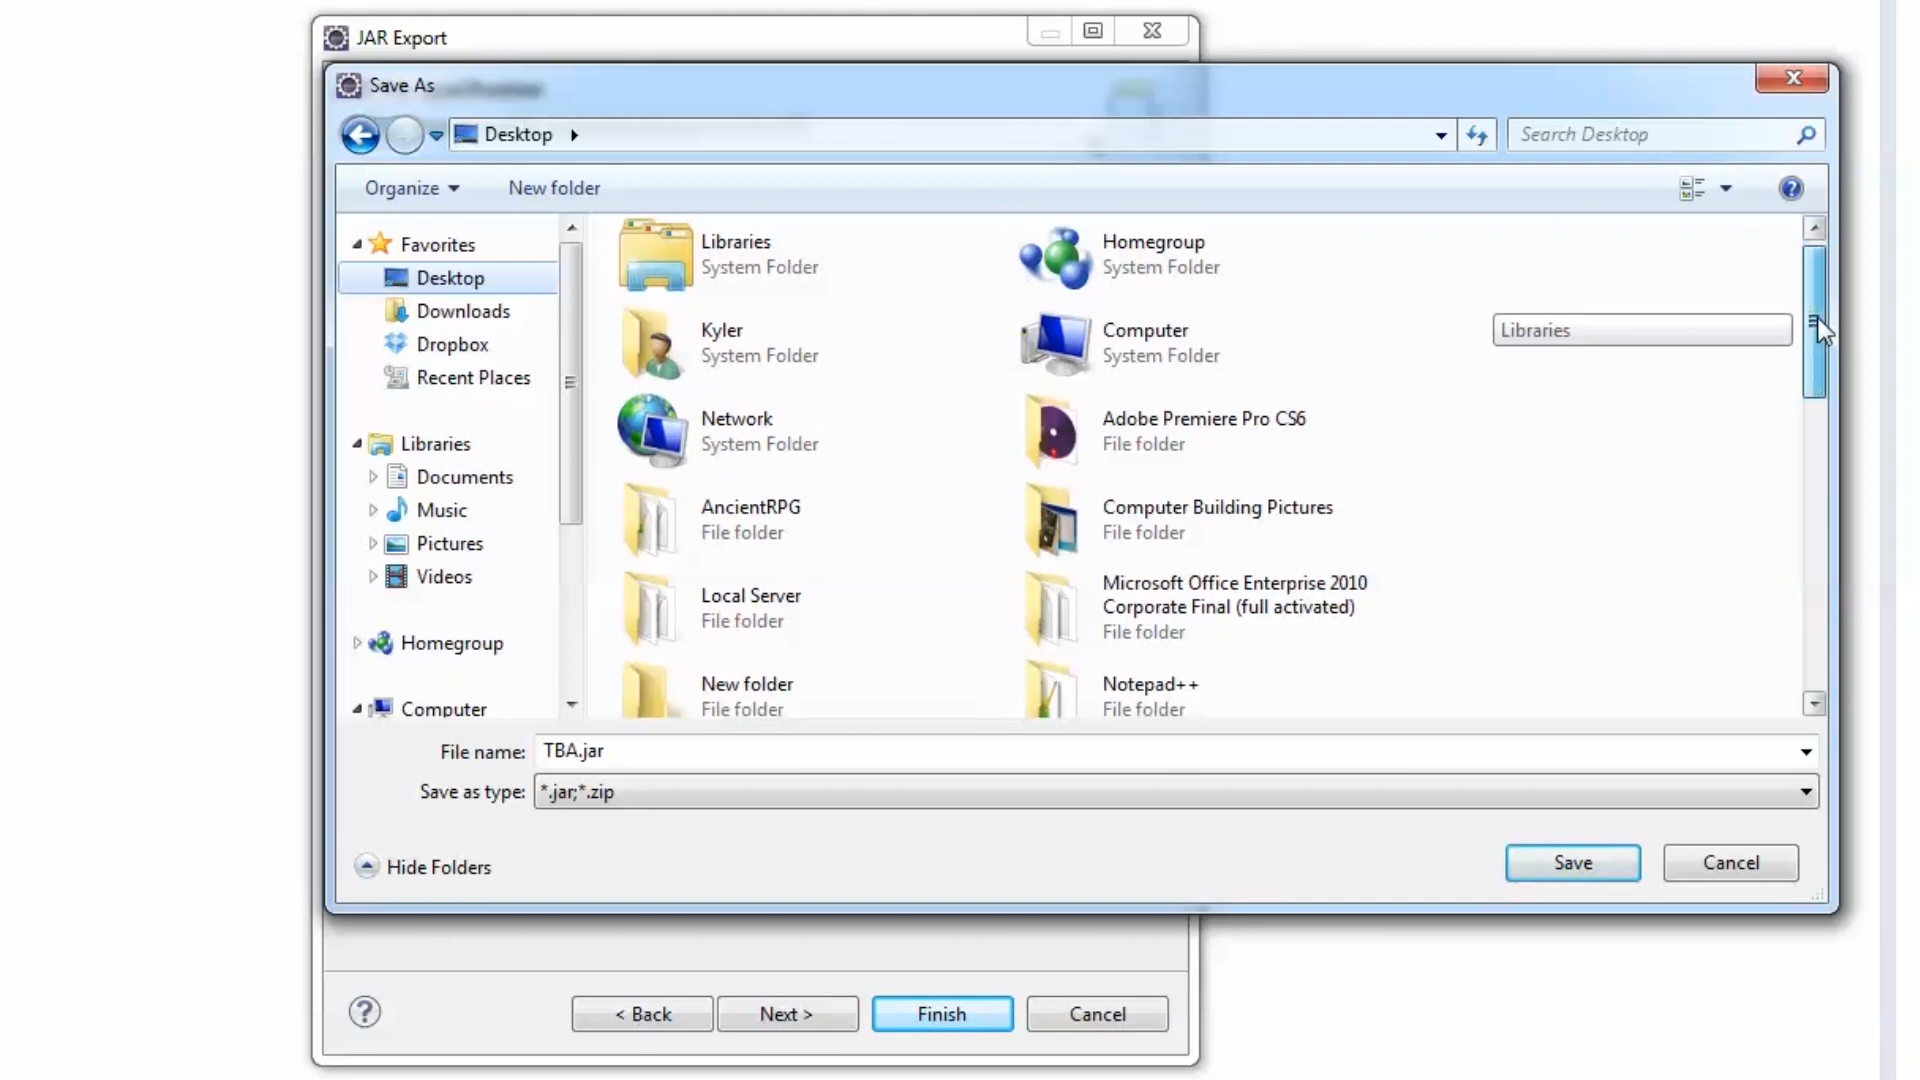 JAR Export
Save As
Desktop
Search Desktop
Organize
New folder
Favorites
Desktop
Downloads
Dropbox
Recent Places
Libraries
Documents
Music
Pictures
Videos
Homegroup
Computer
Libraries
System Folder
Homegroup
System Folder
Kyler
System Folder
Computer
System Folder
Libraries
Network
System Folder
Adobe Premiere Pro CS6
File folder
AncientRPG
File folder
Computer Building Pictures
File folder
Local Server
File folder
Microsoft Office Enterprise 2010
Corporate Final (full activated)
File folder
New folder
File folder
Notepad++
File folder
File name: TBA.jar
Save as type: *.jar;*.zip
Hide Folders
Save
Cancel
< Back
Next >
Finish
Cancel